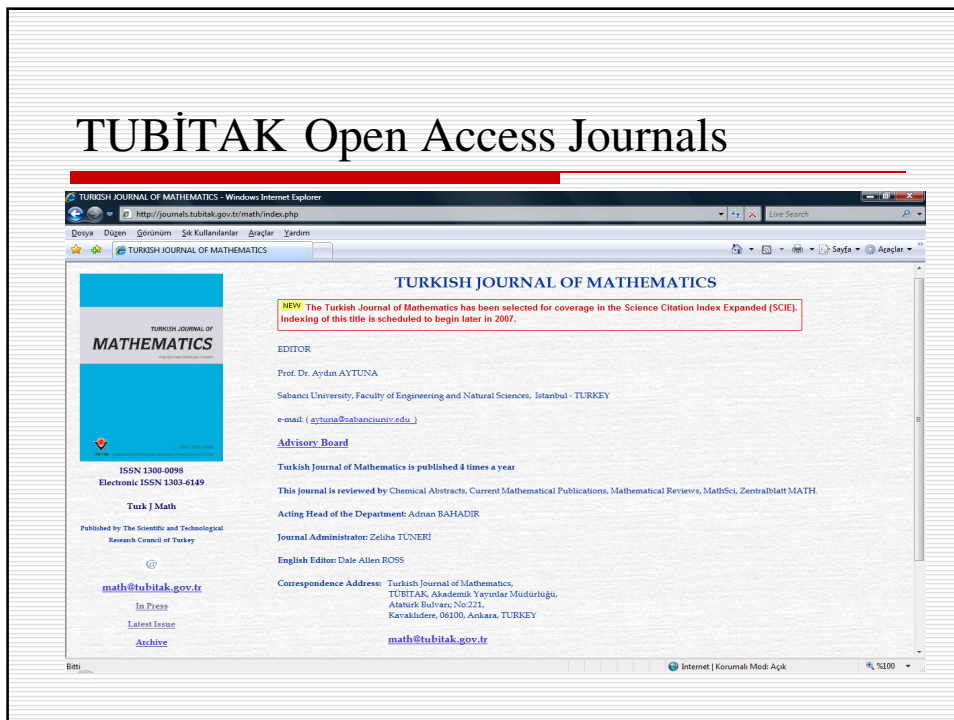 TUBİTAK Open Access Journals
TURKISH JOURNAL OF MATHEMATICS - Windows Internet Explorer
http://journals.tubitak.gov.tr/math/index.php
Live Search
Dosya Düzen Görünüm Sık Kullanılanlar Araçlar Yardım
TURKISH JOURNAL OF MATHEMATICS
Sayfa Araçlar
TURKISH JOURNAL OF
MATHEMATICS
ISSN 1300-0098
Electronic ISSN 1303-6149
Turk J Math
Published by The Scientific and Technological
Research Council of Turkey
@
math@tubitak.gov.tr
In Press
Latest Issue
Archive
TURKISH JOURNAL OF MATHEMATICS
NEW The Turkish Journal of Mathematics has been selected for coverage in the Science Citation Index Expanded (SCIE).
Indexing of this title is scheduled to begin later in 2007.
EDITOR
Prof. Dr. Aydın AYTUNA
Sabanci University, Faculty of Engineering and Natural Sciences, Istanbul - TURKEY
e-mail: ( aytuna@sabanciuniv.edu )
Advisory Board
Turkish Journal of Mathematics is published 4 times a year
This journal is reviewed by Chemical Abstracts, Current Mathematical Publications, Mathematical Reviews, MathSci, Zentralblatt MATH.
Acting Head of the Department: Adnan BAHADIR
Journal Administrator: Zeliha TÜNERİ
English Editor: Dale Allen ROSS
Correspondence Address: Turkish Journal of Mathematics,
TÜBİTAK, Akademik Yayınlar Müdürlüğü,
Atatürk Bulvarı; No:221,
Kavaklıdere, 06100, Ankara, TURKEY
math@tubitak.gov.tr
Bitti
Internet | Korumalı Mod: Açık
%100